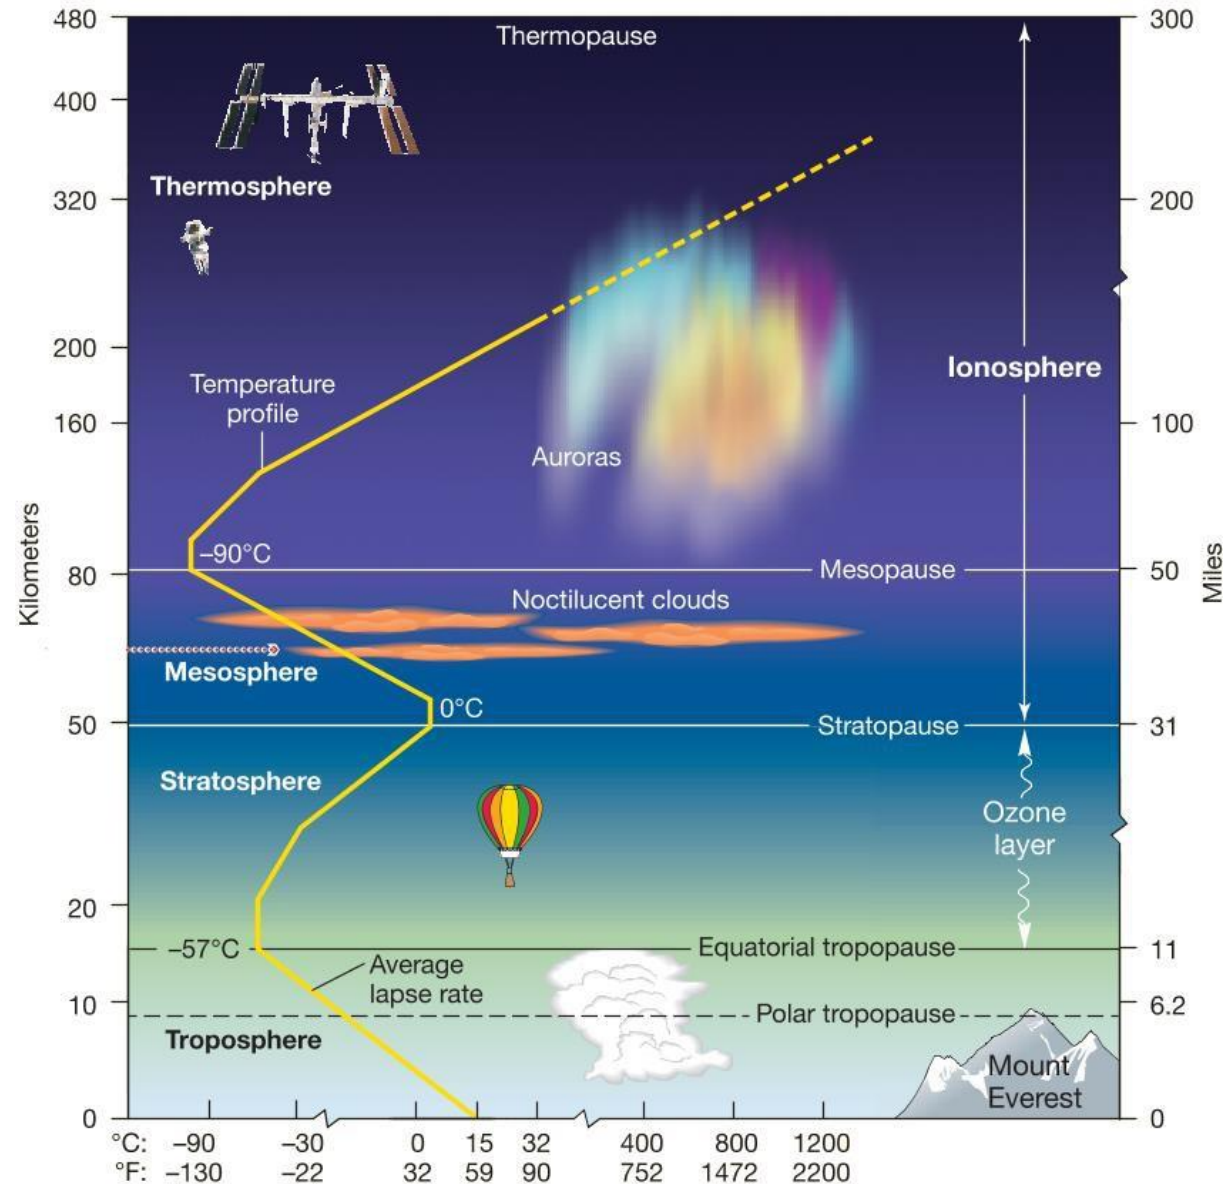 480
300
Thermopause
400
Thermosphere
320
200
200
Ionosphere
Temperature
profile
160
100
Auroras
Kilometers
Miles
–90°C
80
Mesopause
50
Noctilucent clouds
Mesosphere
0°C
50
Stratopause
31
Stratosphere
Ozone
layer
20
–57°C
Equatorial tropopause
11
Average
lapse rate
10
Polar tropopause
6.2
Troposphere
Mount
Everest
0
0
°C: –90 –30 0 15 32 400 800 1200
°F: –130 –22 32 59 90 752 1472 2200